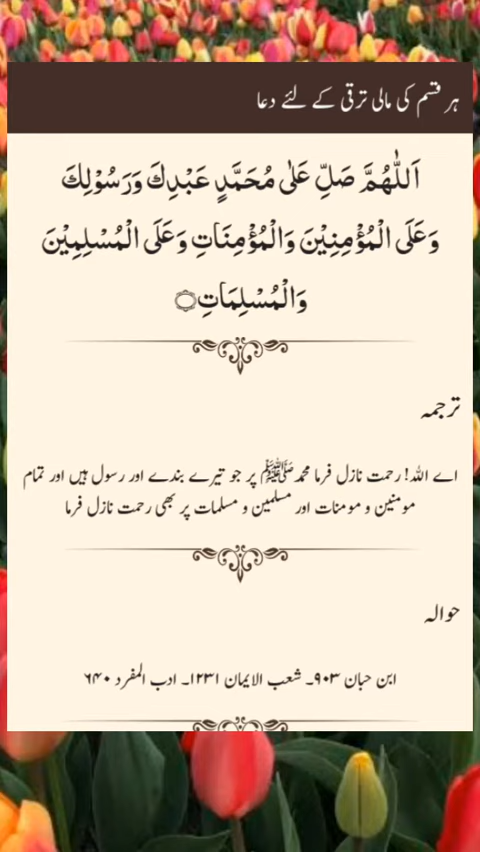 ہر قسم کی مالی ترقی کے لئے دعا
اَللّٰهُمَّ صَلِّ عَلٰى مُحَمَّدٍ عَبْدِكَ وَرَسُوْلِكَ
وَعَلَى الْمُؤْمِنِيْنَ وَالْمُؤْمِنَاتِ وَعَلَى الْمُسْلِمِيْنَ
وَالْمُسْلِمَاتِ۝
ترجمہ
اے اللہ! رحمت نازل فرما محمد ﷺ پر جو تیرے بندے اور رسول ہیں اور تمام
مومنین و مومنات اور مسلمین و مسلمات پر بھی رحمت نازل فرما
حوالہ
ابن حبان ۹۰۳۔ شعب الایمان ۱۲۳۱۔ ادب المفرد ۶۴۰